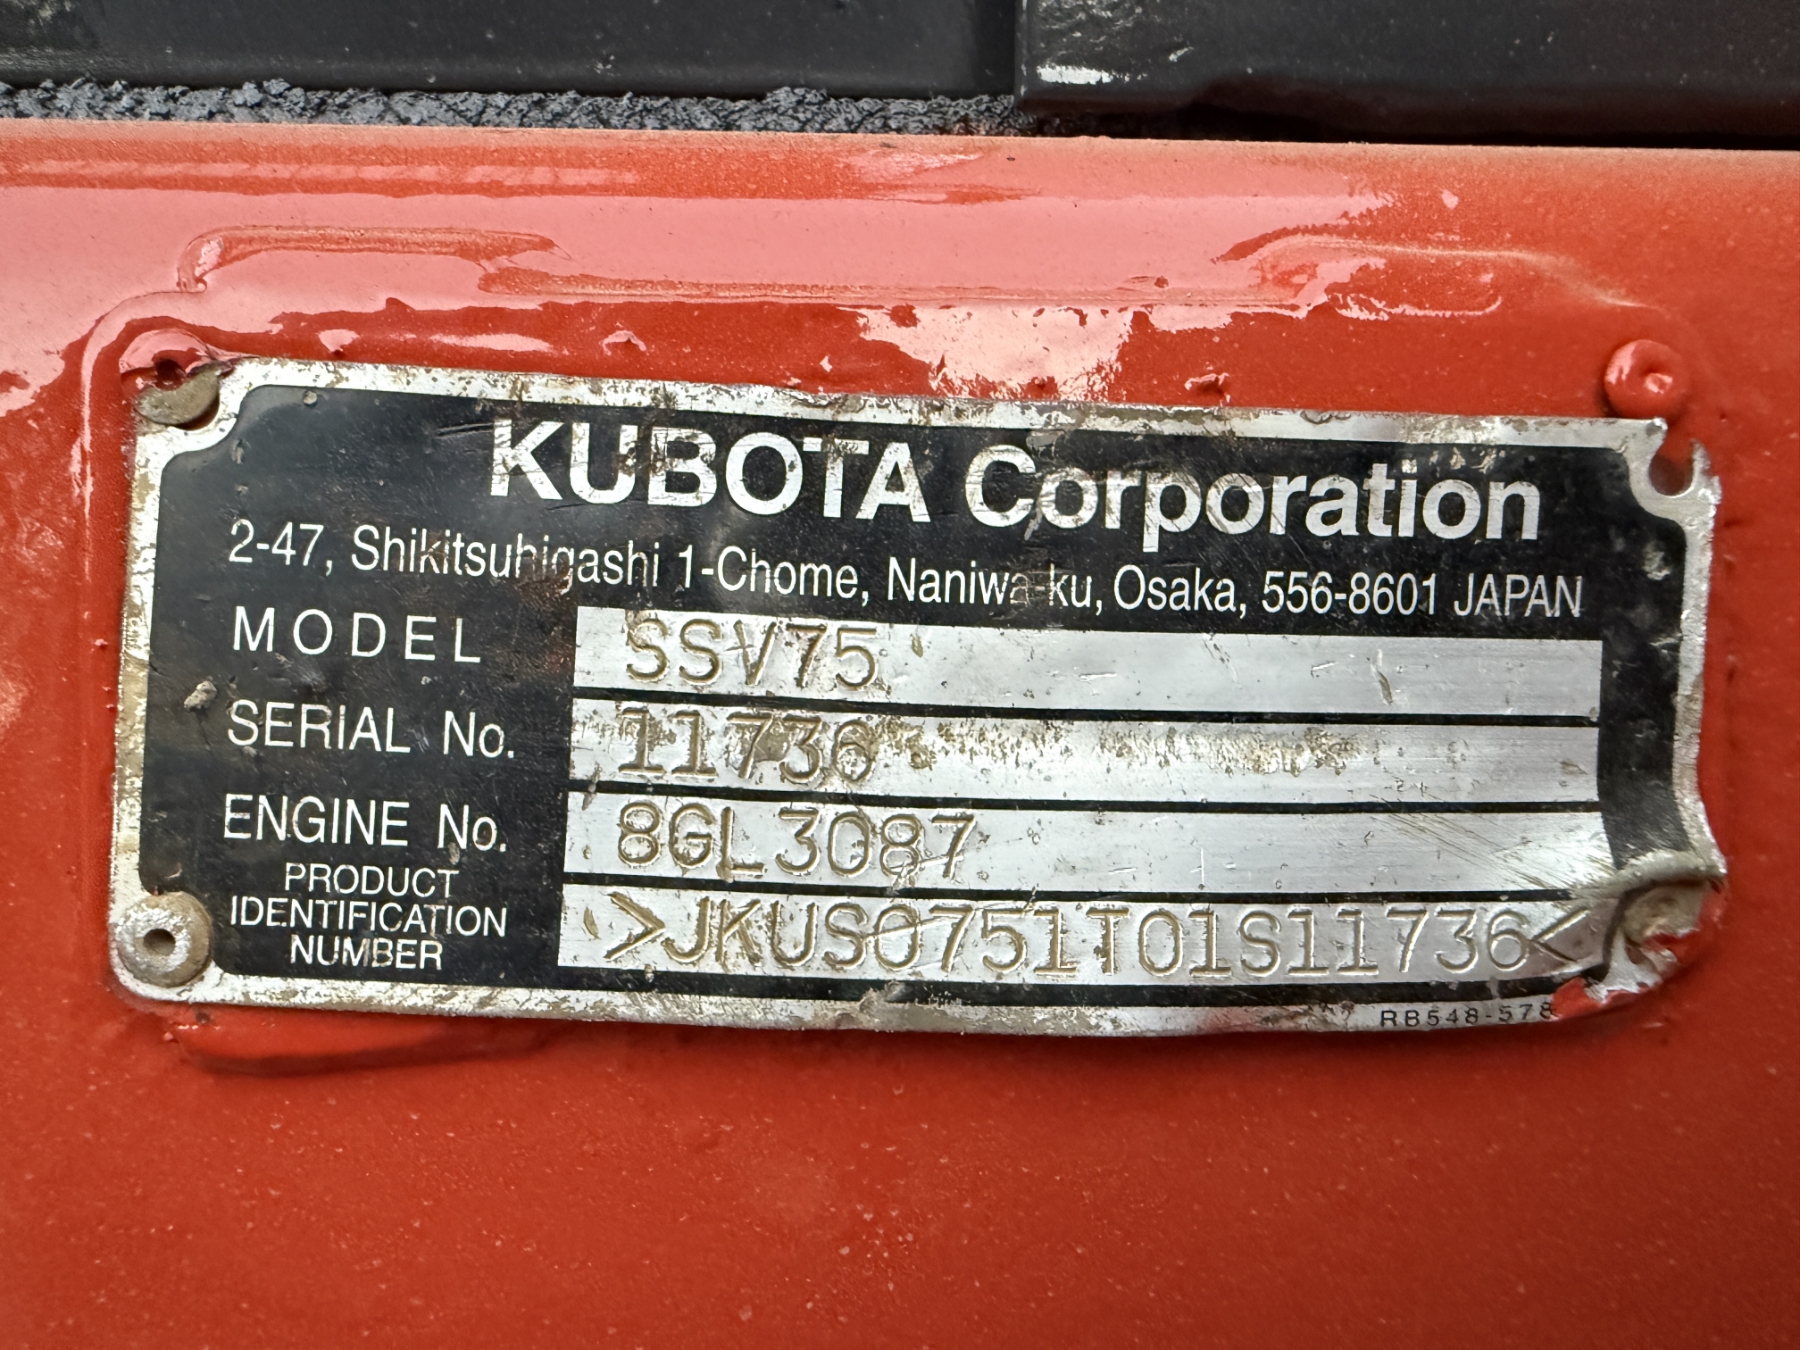 KUBOTA Corporation
2-47, Shikitsuhigashi 1-Chome, Naniwa-ku, Osaka, 556-8601 JAPAN
MODEL SSV75
SERIAL No. 11736
ENGINE No. 8GL3087
PRODUCT
IDENTIFICATION
NUMBER
>JKUS0751T01S11736<
RB548-578